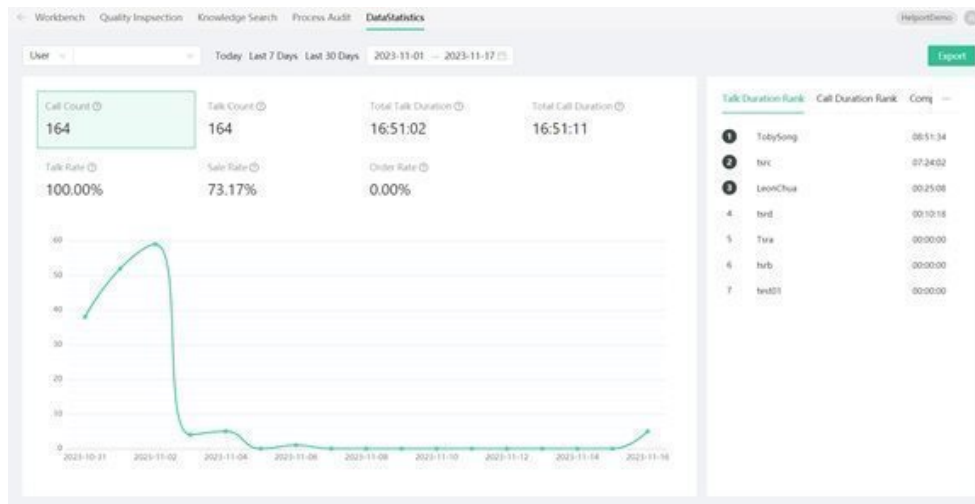 Workbench Quality Inspsection Knowledge Search Process Audit DataStatistics HelportDemo
User Today Last 7 Days Last 30 Days 2023-11-01 – 2023-11-17 Export
Call Count Talk Count Total Talk Duration Total Call Duration
164 164 16:51:02 16:51:11
Talk Rate Sale Rate Order Rate
100.00% 73.17% 0.00%
60
50
40
30
20
10
0
2023-10-31 2023-11-02 2023-11-04 2023-11-06 2023-11-08 2023-11-10 2023-11-12 2023-11-14 2023-11-16
Talk Duration Rank Call Duration Rank Comp ...
1 TobySong 08:51:34
2 tsrc 07:24:02
3 LeonChua 00:25:08
4 tsrd 00:10:18
5 Tsra 00:00:00
6 tsrb 00:00:00
7 00:00:00